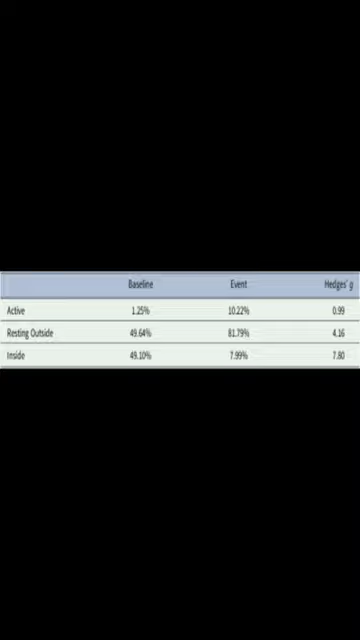 Baseline Event Hedges' g
Active 1.25% 10.22% 0.99
Resting Outside 49.64% 81.79% 4.16
Inside 49.10% 7.99% 7.80